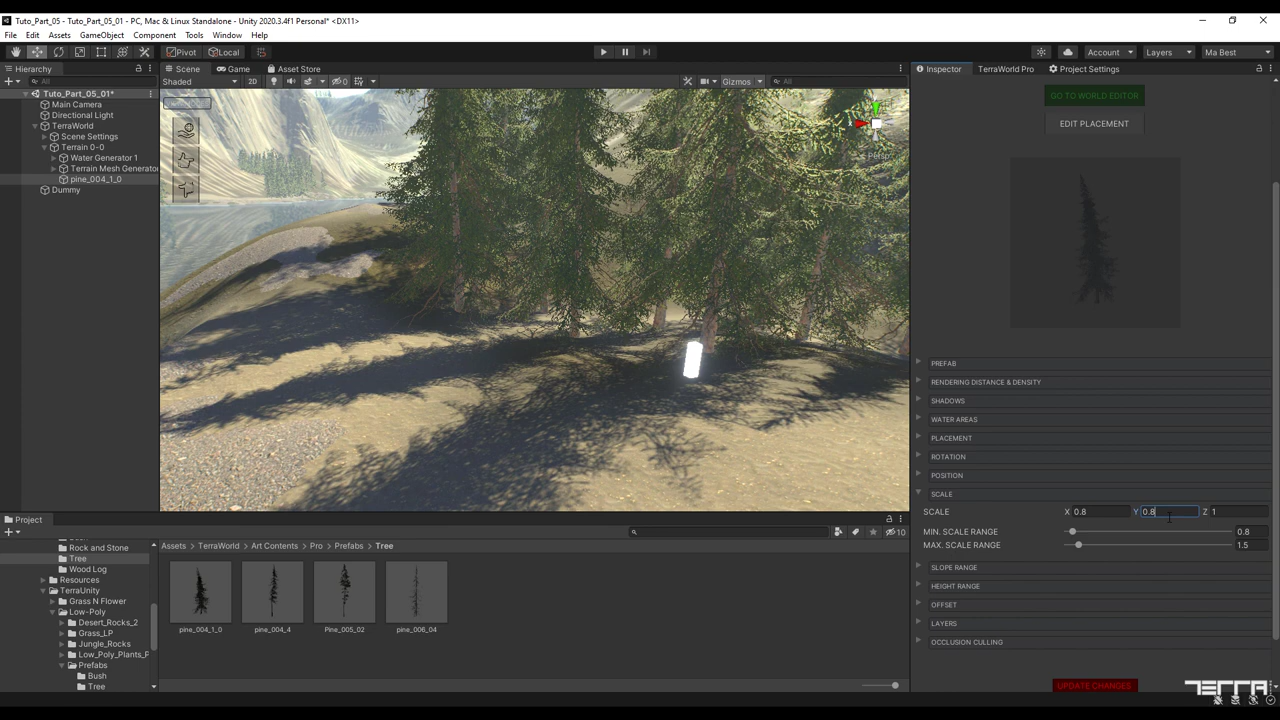 Tuto_Part_05 - Tuto_Part_05_01 - PC, Mac & Linux Standalone - Unity 2020.3.4f1 Personal* <DX11>
File Edit Assets GameObject Component Tools Window Help
Pivot Local Account Layers Ma Best
Hierarchy Scene Game Asset Store Inspector TerraWorld Pro Project Settings
All Shaded 2D 0 Gizmos All
Tuto_Part_05_01*
Main Camera
Directional Light
TerraWorld
Scene Settings
Terrain 0-0
Water Generator 1
Terrain Mesh Generato
pine_004_1_0
Dummy
Persp
GO TO WORLD EDITOR
EDIT PLACEMENT
PREFAB
RENDERING DISTANCE & DENSITY
SHADOWS
WATER AREAS
PLACEMENT
ROTATION
POSITION
SCALE
SCALE X 0.8 Y 0.8 Z 1
MIN. SCALE RANGE 0.8
MAX. SCALE RANGE 1.5
SLOPE RANGE
HEIGHT RANGE
OFFSET
LAYERS
OCCLUSION CULLING
UPDATE CHANGES
TERRA
Project
10
Rock and Stone
Tree
Wood Log
Resources
TerraUnity
Grass N Flower
Low-Poly
Desert_Rocks_2
Grass_LP
Jungle_Rocks
Low_Poly_Plants_P
Prefabs
Bush
Tree
Assets TerraWorld Art Contents Pro Prefabs Tree
pine_004_1_0 pine_004_4 Pine_005_02 pine_006_04